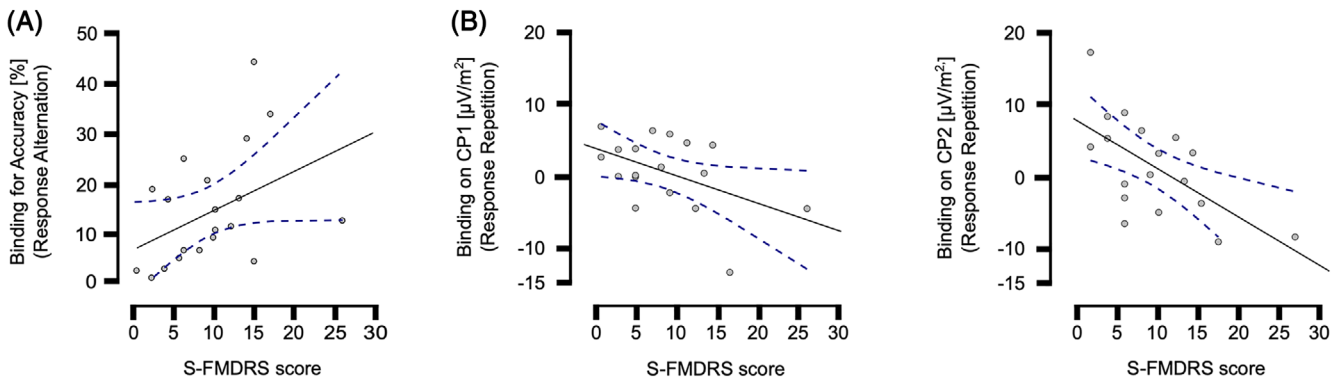 (A)
Binding for Accuracy [%]
(Response Alternation)
50
40
30
20
10
0
0 5 10 15 20 25 30
S-FMDRS score
(B)
Binding on CP1 [µV/m²]
(Response Repetition)
20
10
0
-10
-15
0 5 10 15 20 25 30
S-FMDRS score
Binding on CP2 [µV/m²]
(Response Repetition)
20
10
0
-10
-15
0 5 10 15 20 25 30
S-FMDRS score